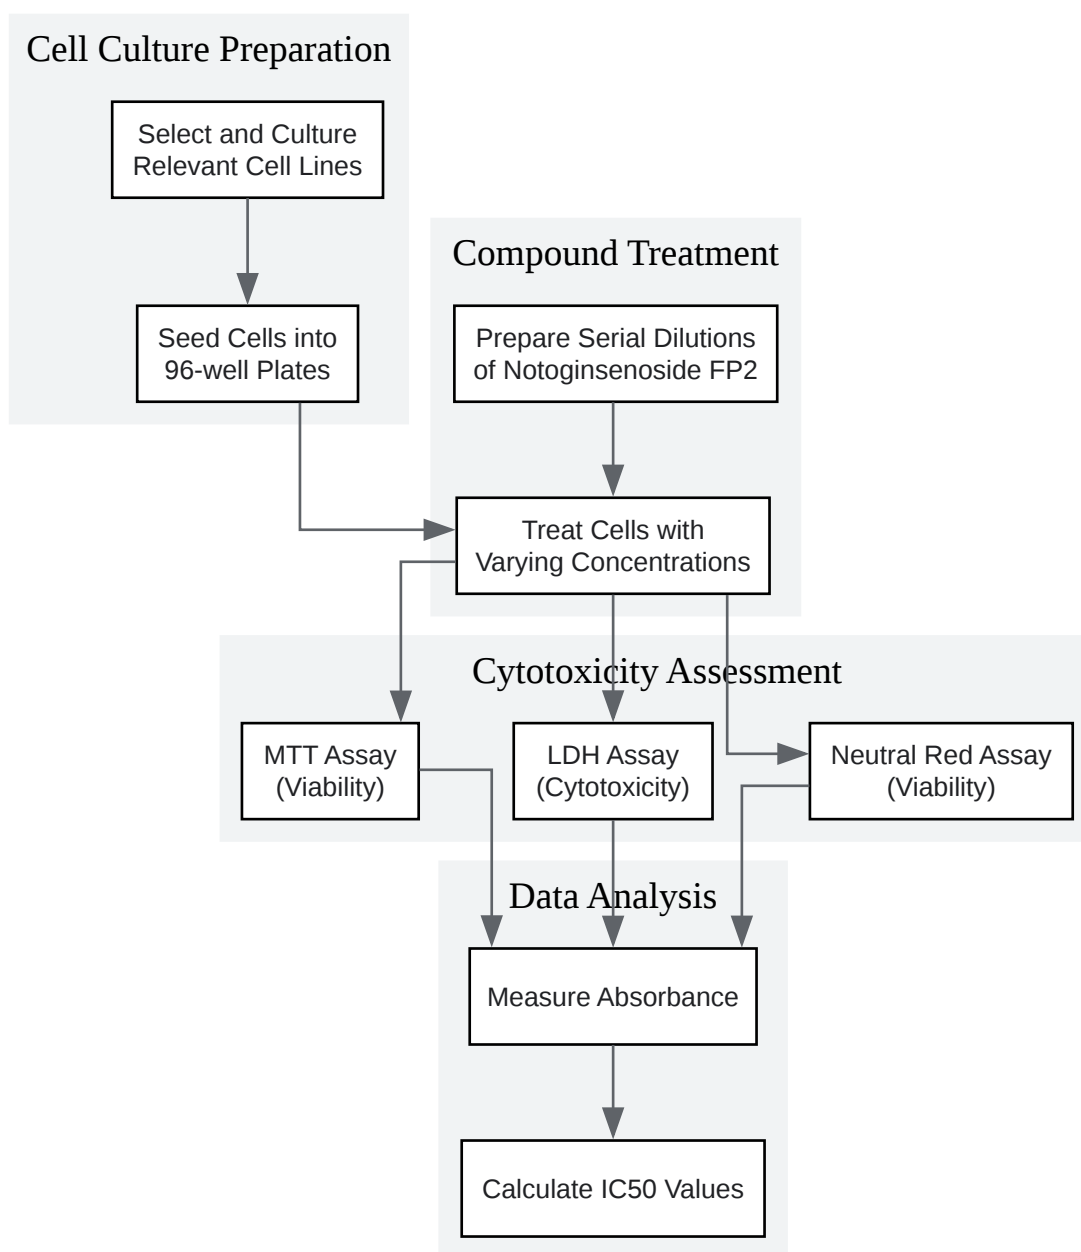 Cell Culture Preparation
Select and Culture
Relevant Cell Lines
Seed Cells into
96-well Plates
Compound Treatment
Prepare Serial Dilutions
of Notoginsenoside FP2
Treat Cells with
Varying Concentrations
Cytotoxicity Assessment
MTT Assay
(Viability)
LDH Assay
(Cytotoxicity)
Neutral Red Assay
(Viability)
Data Analysis
Measure Absorbance
Calculate IC50 Values